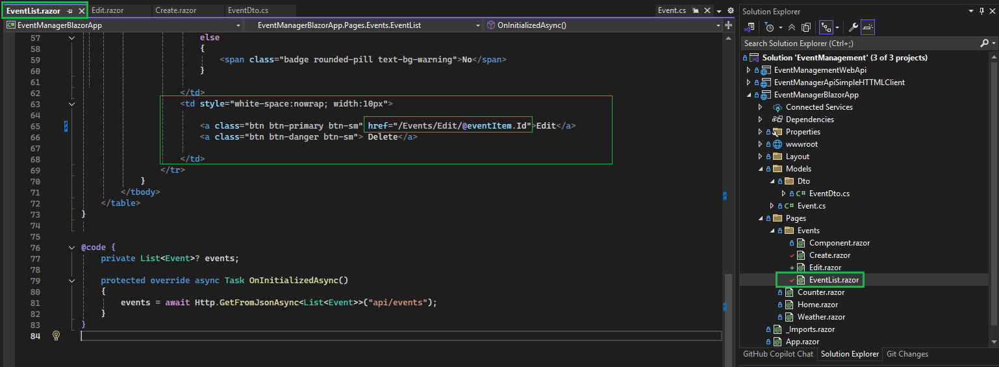 EventList.razor
Edit.razor
Create.razor
EventDto.cs
Event.cs
EventManagerBlazorApp
EventManagerBlazorApp.Pages.Events.EventList
OnInitializedAsync()
57 else
58 {
59 <span class="badge rounded-pill text-bg-warning">No</span>
60 }
61
62 </td>
63 <td style="white-space:nowrap; width:10px">
64
65 <a class="btn btn-primary btn-sm" href="/Events/Edit/@eventItem.Id">Edit</a>
66 <a class="btn btn-danger btn-sm"> Delete</a>
67
68 </td>
69 </tr>
70 }
71 </tbody>
72 </table>
73 }
74
75
76 @code {
77 private List<Event>? events;
78
79 protected override async Task OnInitializedAsync()
80 {
81 events = await Http.GetFromJsonAsync<List<Event>>("api/events");
82 }
83 }
84
Solution Explorer
Search Solution Explorer (Ctrl+;)
Solution 'EventManagement' (3 of 3 projects)
EventManagementWebApi
EventManagerApiSimpleHTTMLClient
EventManagerBlazorApp
Connected Services
Dependencies
Properties
wwwroot
Layout
Models
Dto
C# EventDto.cs
C# Event.cs
Pages
Events
Component.razor
Create.razor
Edit.razor
EventList.razor
Counter.razor
Home.razor
Weather.razor
_Imports.razor
App.razor
GitHub Copilot Chat
Solution Explorer
Git Changes